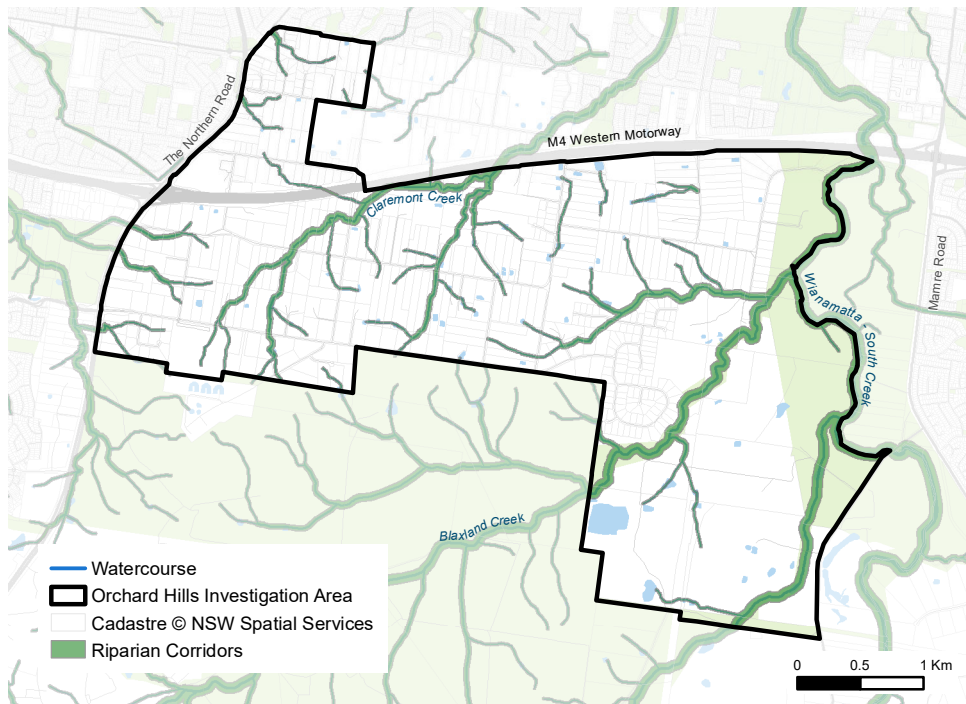 The Northern Road
M4 Western Motorway
Claremont Creek
Mamre Road
Wianamatta - South Creek
Blaxland Creek
Watercourse
Orchard Hills Investigation Area
Cadastre © NSW Spatial Services
Riparian Corridors
0 0.5 1 Km